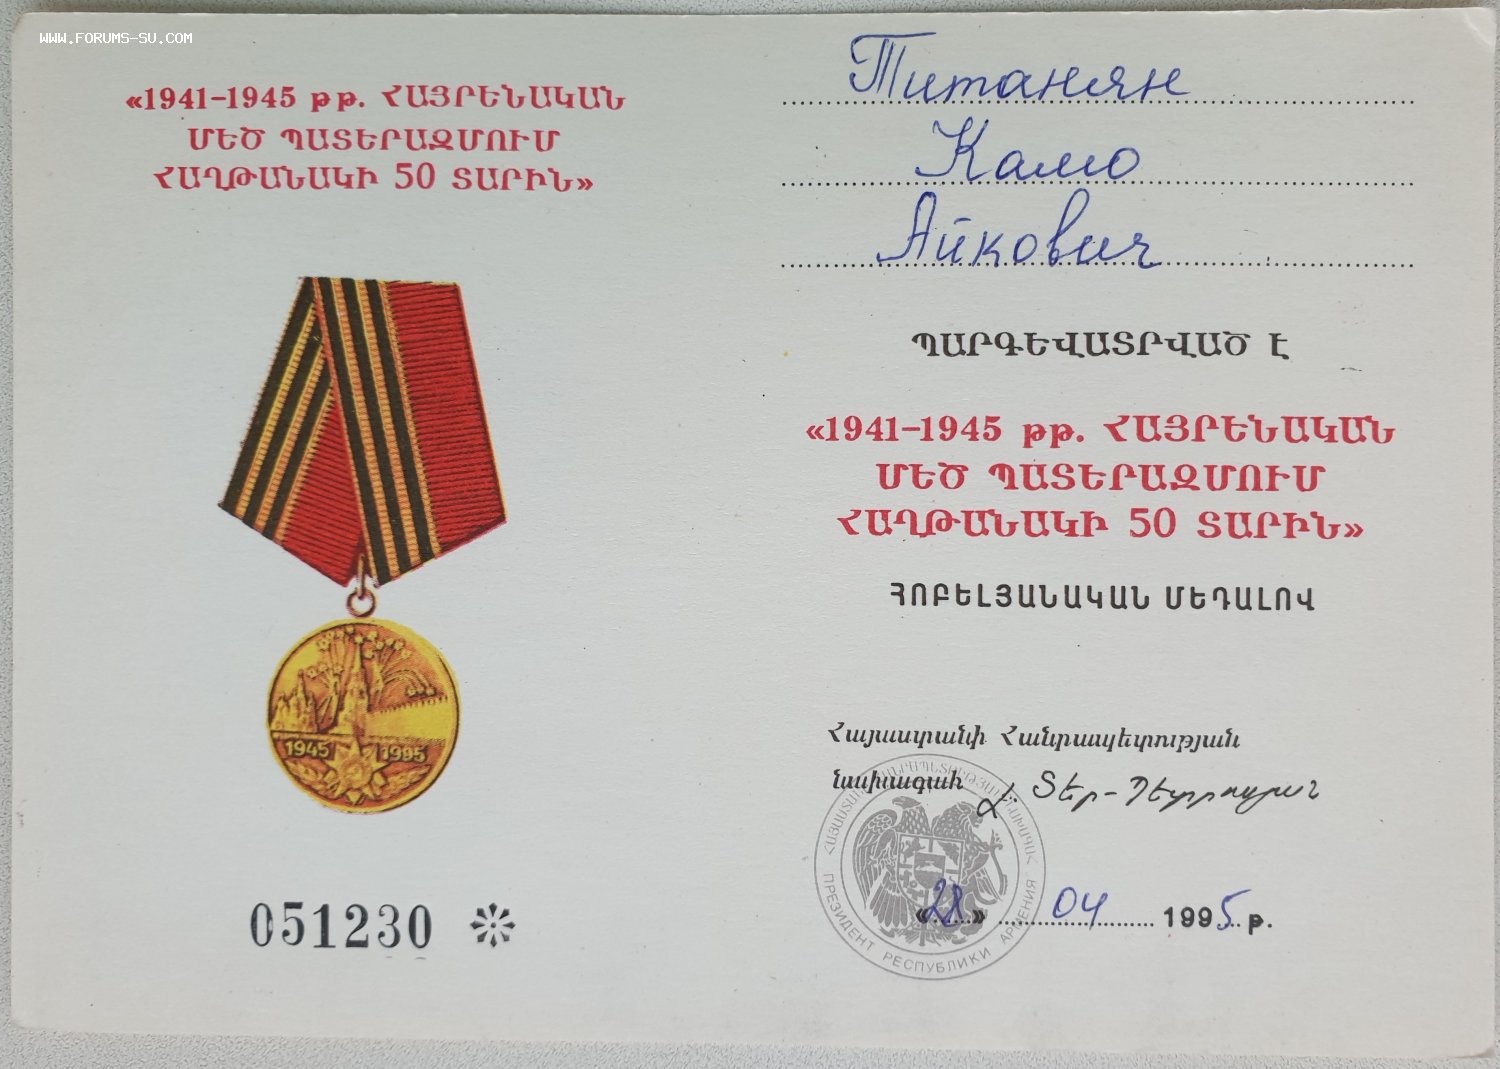 WWW.FORUMS-SU.COM
«1941–1945 թթ. ՀԱՅՐԵՆԱԿԱՆ
ՄԵԾ ՊԱՏԵՐԱԶՄՈՒՄ
ՀԱՂԹԱՆԱԿԻ 50 ՏԱՐԻՆ»
1945 1995
051230
Титанян
Камо
Айкович
ՊԱՐԳԵՎԱՏՐՎԱԾ Է
«1941–1945 թթ. ՀԱՅՐԵՆԱԿԱՆ
ՄԵԾ ՊԱՏԵՐԱԶՄՈՒՄ
ՀԱՂԹԱՆԱԿԻ 50 ՏԱՐԻՆ»
ՀՈԲԵԼՅԱՆԱԿԱՆ ՄԵԴԱԼՈՎ
Հայաստանի Հանրապետության
նախագահ Լ. Տեր-Պետրոսյան
ПРЕЗИДЕНТ РЕСПУБЛИКИ АРМЕНИЯ
«28» 04 1995 թ.